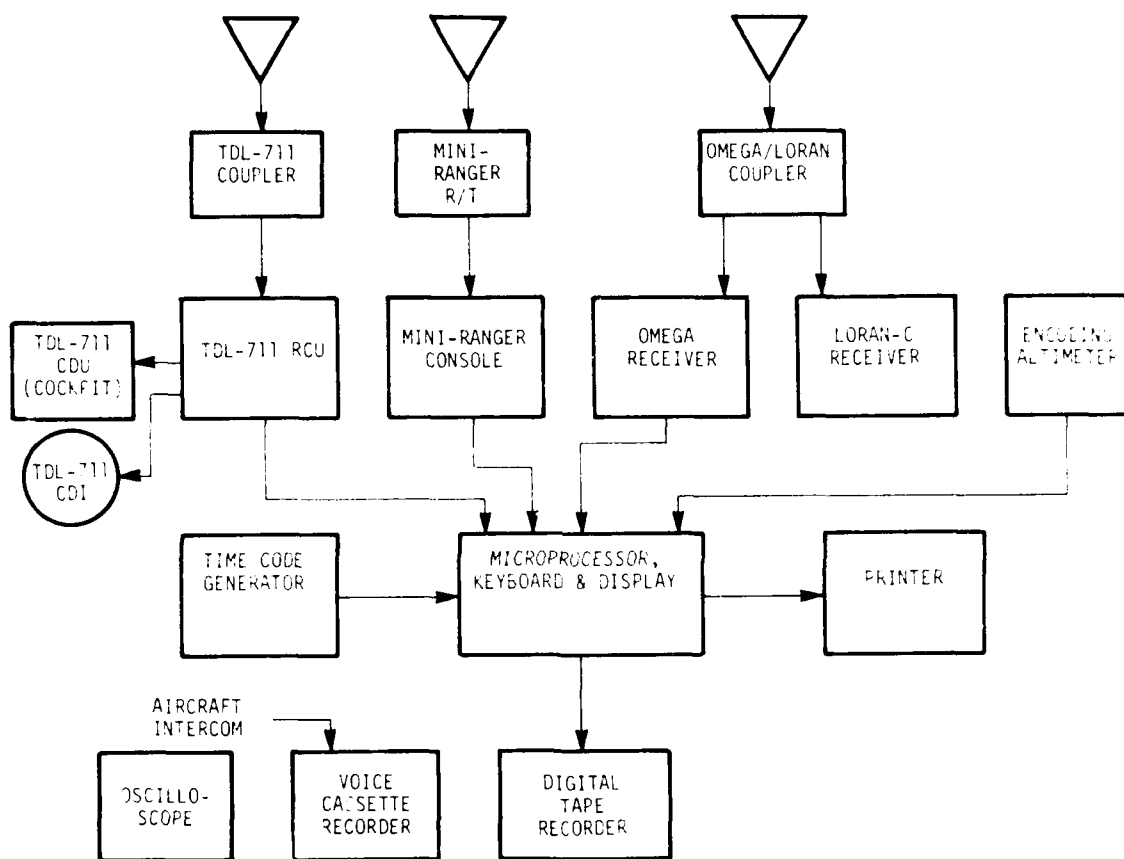 TDL-711
COUPLER
MINI-
RANGER
R/T
OMEGA/LORAN
COUPLER
TDL-711
CDU
(COCKPIT)
TDL-711 RCU
MINI-RANGER
CONSOLE
OMEGA
RECEIVER
LORAN-C
RECEIVER
ENCODING
ALTIMETER
TDL-711
CDI
TIME CODE
GENERATOR
MICROPROCESSOR,
KEYBOARD & DISPLAY
PRINTER
AIRCRAFT
INTERCOM
OSCILLO-
SCOPE
VOICE
CASSETTE
RECORDER
DIGITAL
TAPE
RECORDER